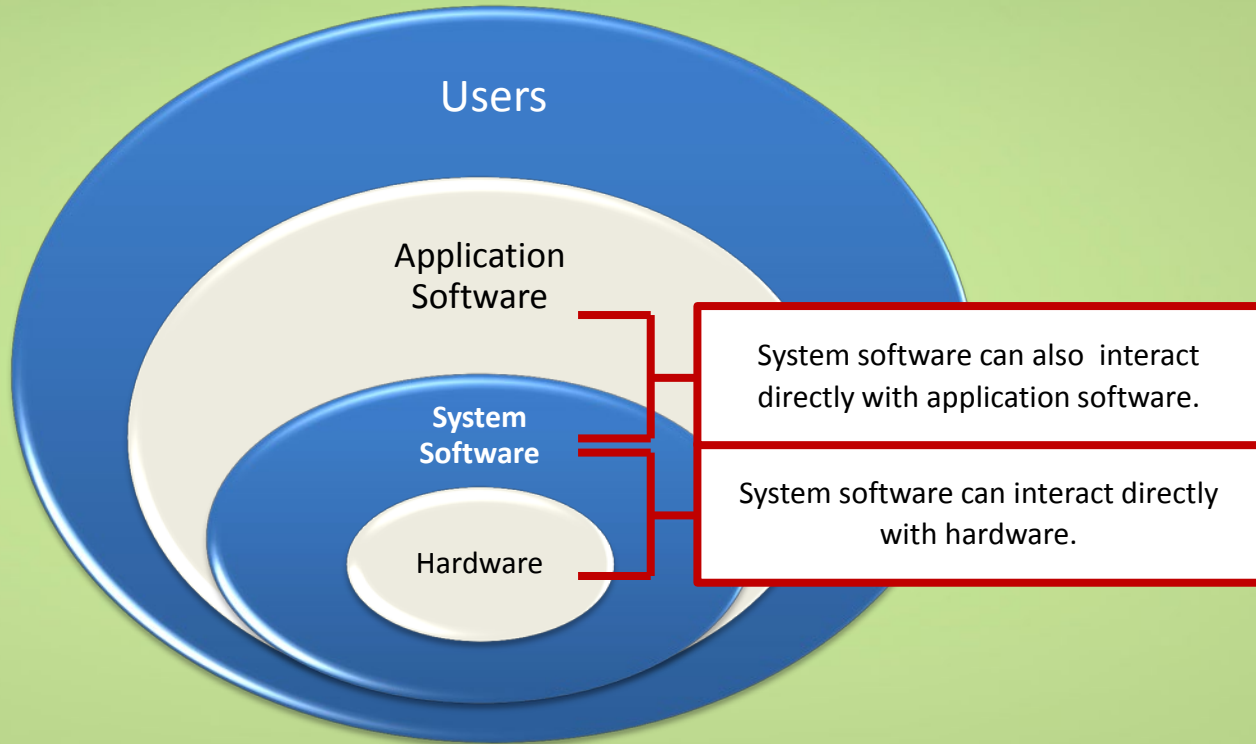 Users
Application
Software
System software can also  interact
directly with application software.
System
Software
System software can interact directly
with hardware.
Hardware